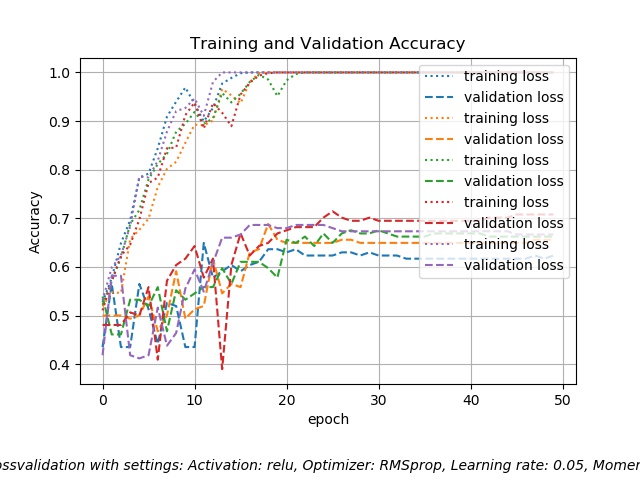 Training and Validation Accuracy
1.0
0.9
0.8
0.7
0.6
0.5
0.4
Accuracy
training loss
validation loss
training loss
validation loss
training loss
validation loss
training loss
validation loss
training loss
validation loss
0
10
20
30
40
50
epoch
ossvalidation with settings: Activation: relu, Optimizer: RMSprop, Learning rate: 0.05, Momen